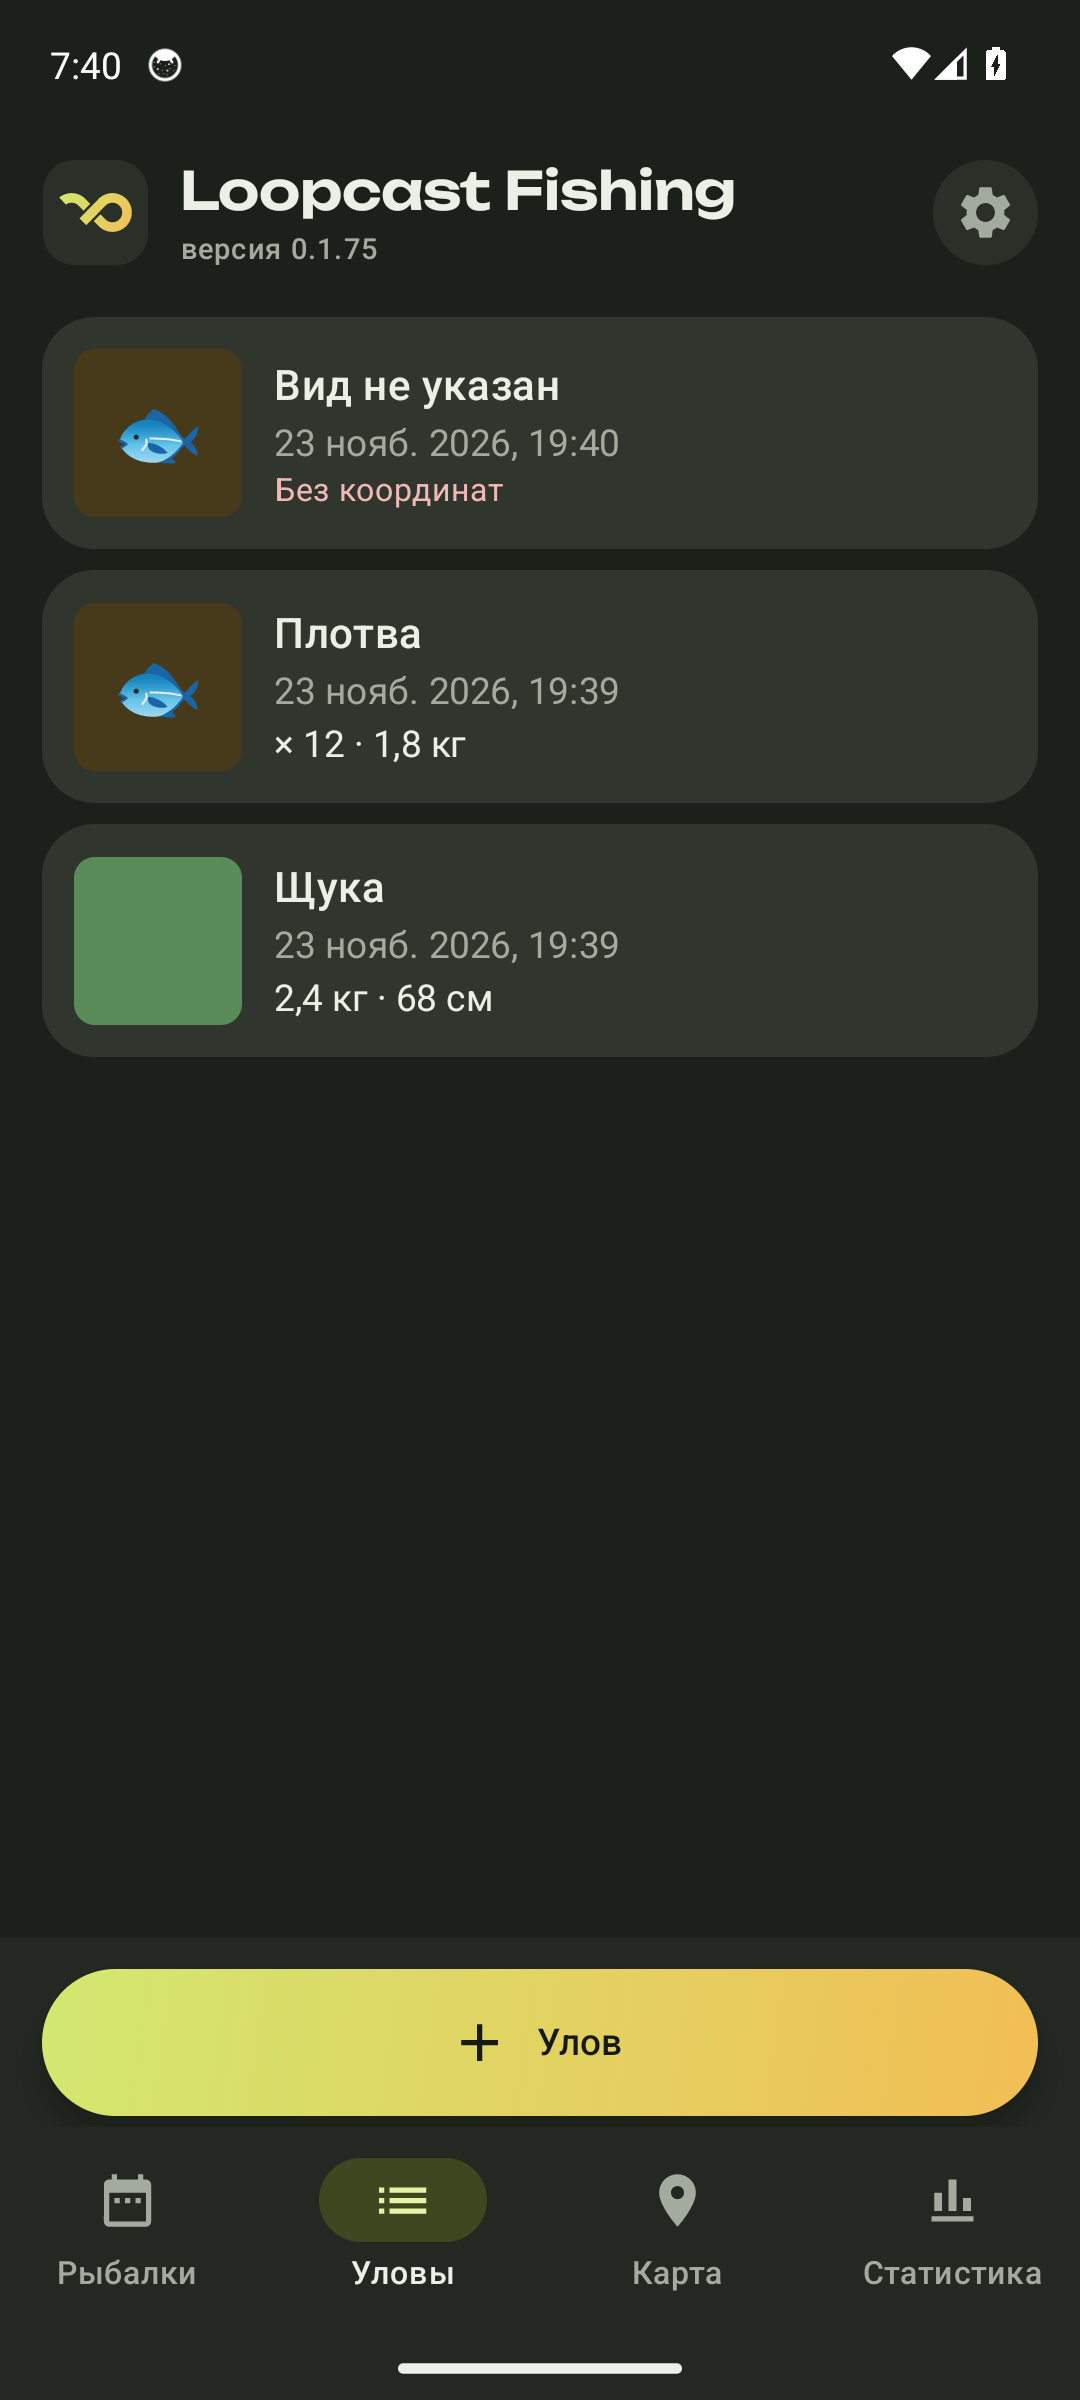 7:40
Loopcast Fishing
версия 0.1.75
Вид не указан
23 нояб. 2026, 19:40
Без координат
Плотва
23 нояб. 2026, 19:39
× 12 · 1,8 кг
Щука
23 нояб. 2026, 19:39
2,4 кг · 68 см
+ Улов
Рыбалки
Уловы
Карта
Статистика